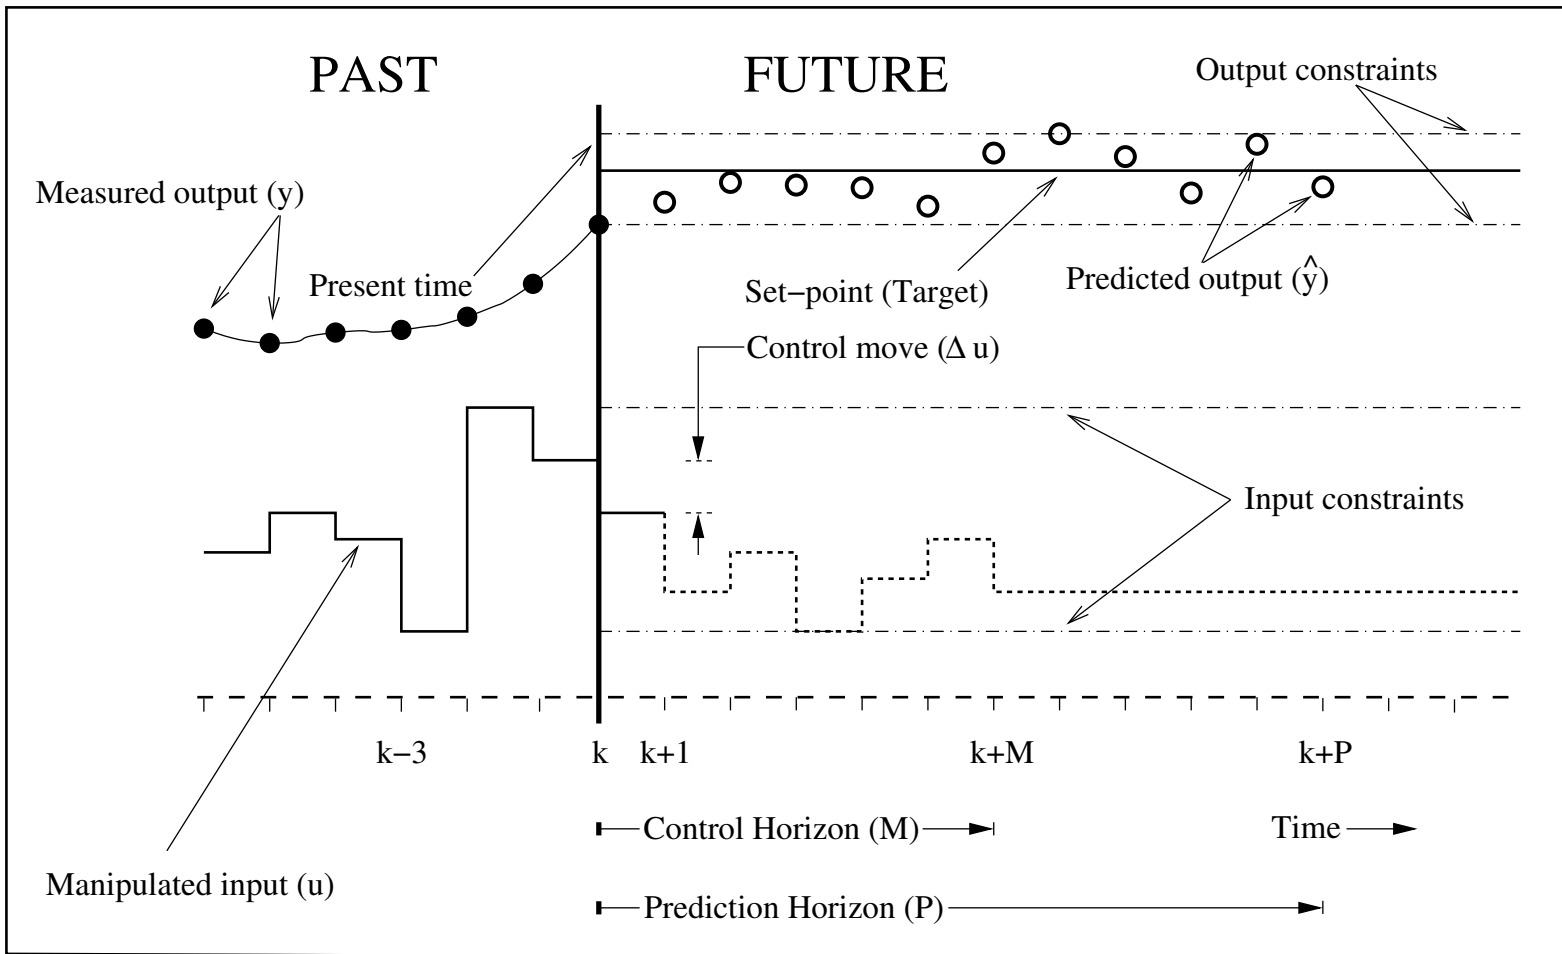 PAST
FUTURE
Output constraints
Measured output (y)
Present time
Set−point (Target)
Predicted output (ŷ)
Control move (Δ u)
Input constraints
k−3
k
k+1
k+M
k+P
Control Horizon (M)
Time
Manipulated input (u)
Prediction Horizon (P)